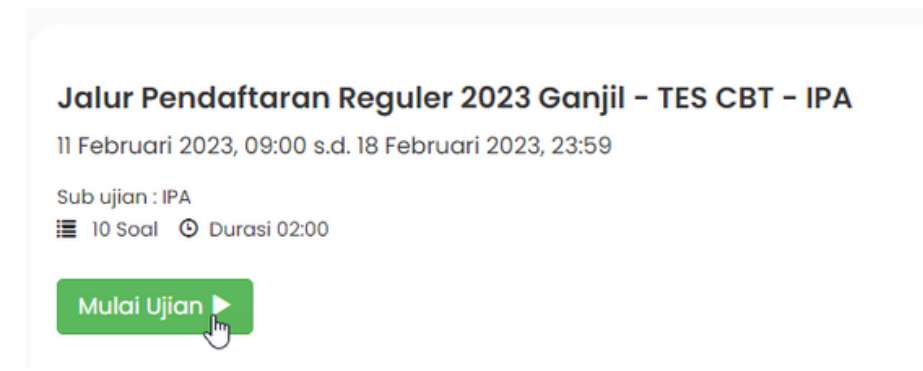 Jalur Pendaftaran Reguler 2023 Ganjil - TES CBT - IPA
11 Februari 2023, 09:00 s.d. 18 Februari 2023, 23:59
Sub ujian : IPA
10 Soal Durasi 02:00
Mulai Ujian